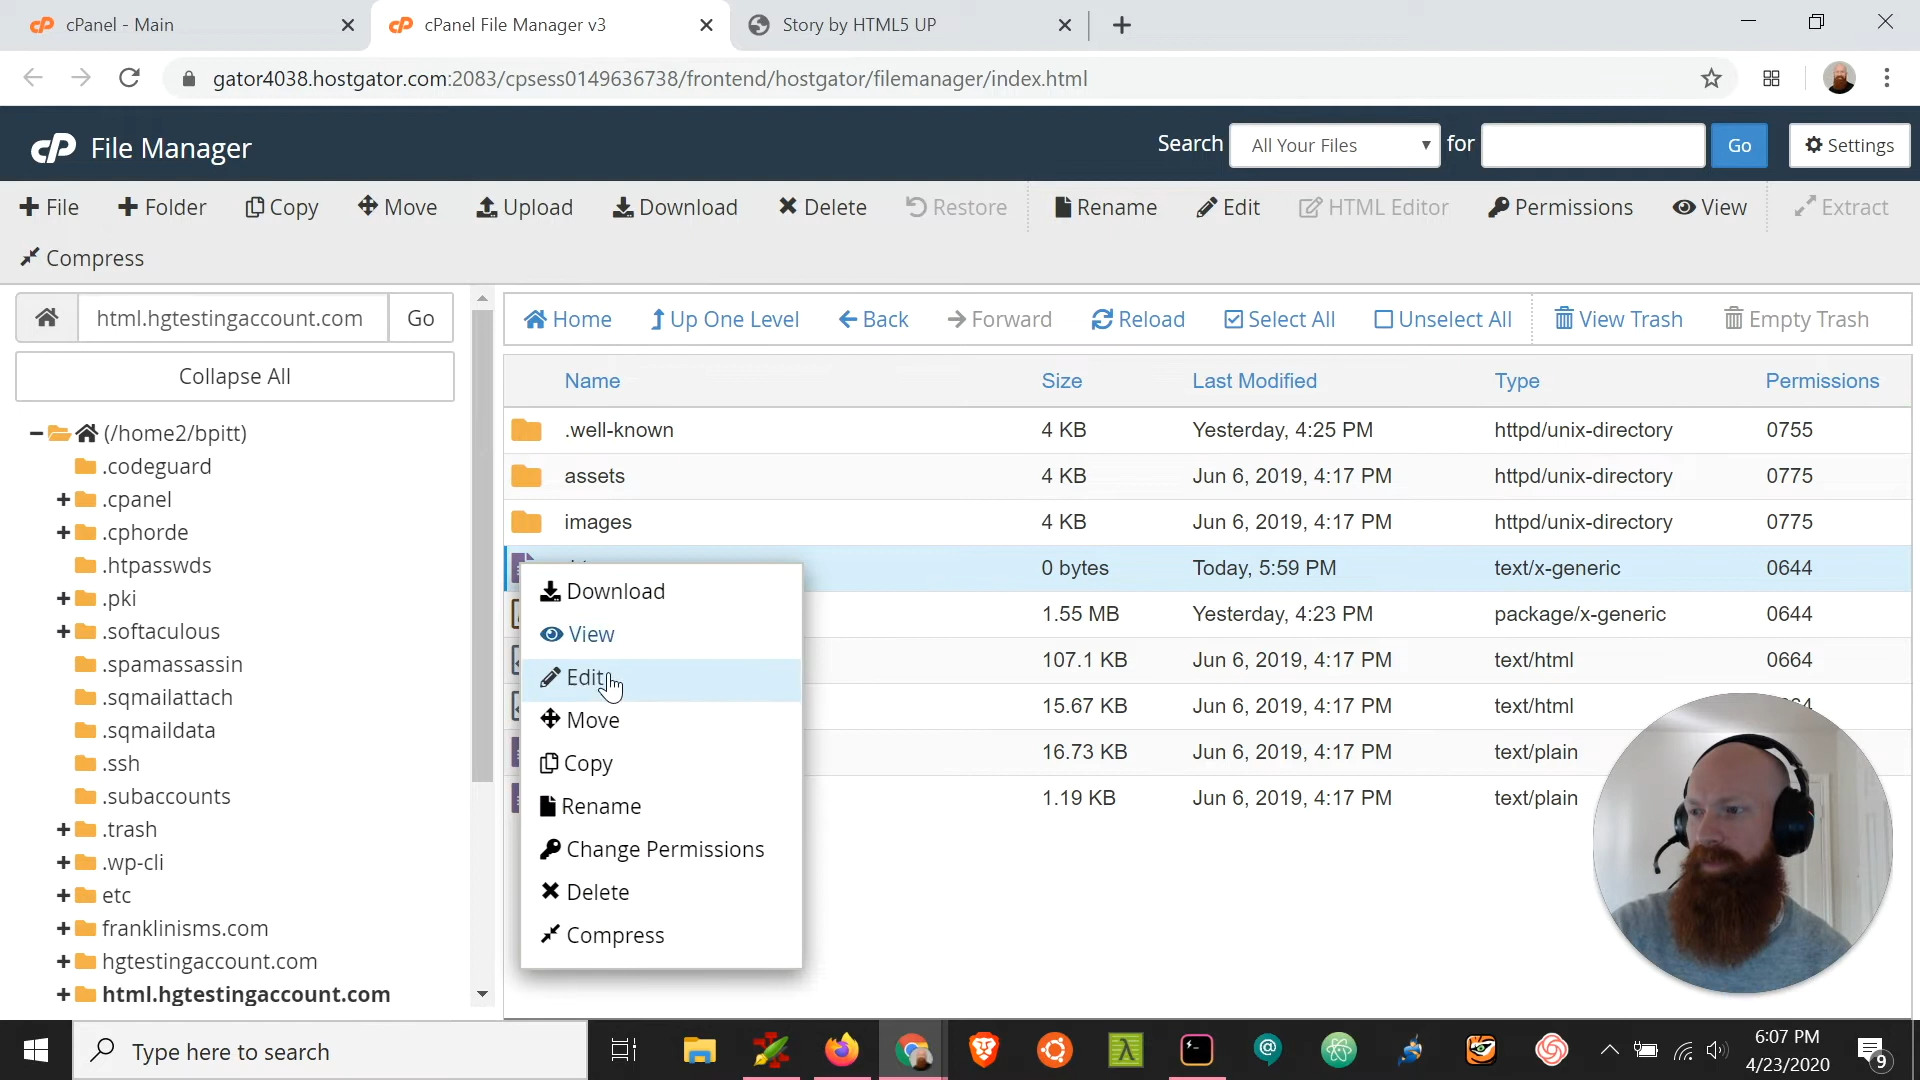 cPanel - Main
cPanel File Manager v3
Story by HTML5 UP
gator4038.hostgator.com:2083/cpsess0149636738/frontend/hostgator/filemanager/index.html
cP File Manager
Search All Your Files for Go Settings
File Folder Copy Move Upload Download Delete Restore Rename Edit HTML Editor Permissions View Extract
Compress
html.hgtestingaccount.com Go
Home Up One Level Back Forward Reload Select All Unselect All View Trash Empty Trash
Collapse All
(/home2/bpitt)
.codeguard
.cpanel
.cphorde
.htpasswds
.pki
.softaculous
.spamassassin
.sqmailattach
.sqmaildata
.ssh
.subaccounts
.trash
.wp-cli
etc
franklinisms.com
hgtestingaccount.com
html.hgtestingaccount.com
Name Size Last Modified Type Permissions
.well-known 4 KB Yesterday, 4:25 PM httpd/unix-directory 0755
assets 4 KB Jun 6, 2019, 4:17 PM httpd/unix-directory 0775
images 4 KB Jun 6, 2019, 4:17 PM httpd/unix-directory 0775
0 bytes Today, 5:59 PM text/x-generic 0644
1.55 MB Yesterday, 4:23 PM package/x-generic 0644
107.1 KB Jun 6, 2019, 4:17 PM text/html 0664
15.67 KB Jun 6, 2019, 4:17 PM text/html
16.73 KB Jun 6, 2019, 4:17 PM text/plain
1.19 KB Jun 6, 2019, 4:17 PM text/plain
Download
View
Edit
Move
Copy
Rename
Change Permissions
Delete
Compress
Type here to search
6:07 PM
4/23/2020
9